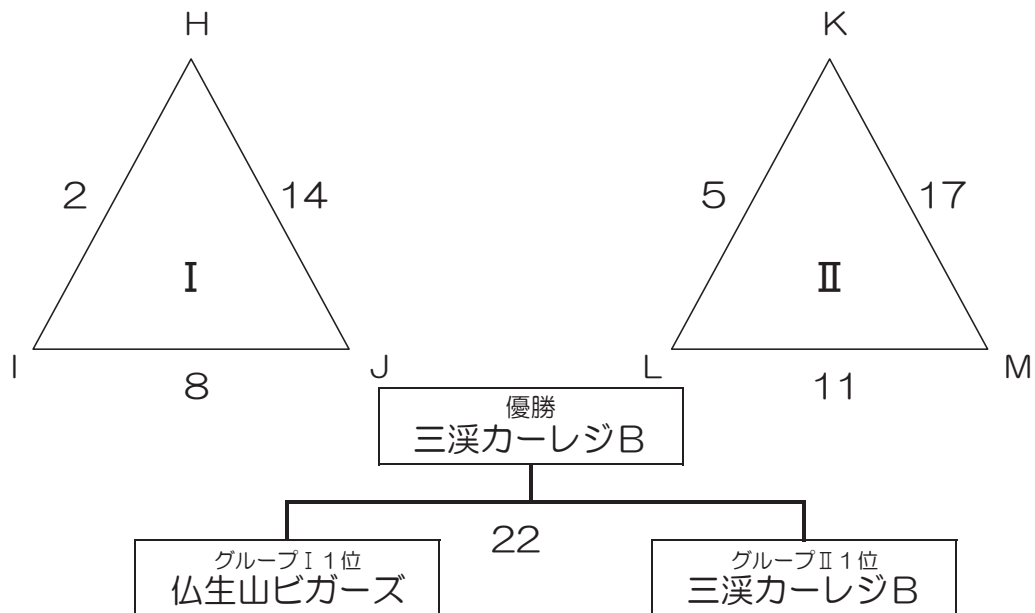 H
K
2
14
5
17
Ⅰ
Ⅱ
I
J
L
M
8
11
優勝
三渓カーレジB
22
グループⅠ 1位
仏生山ビガーズ
グループⅡ 1位
三渓カーレジB